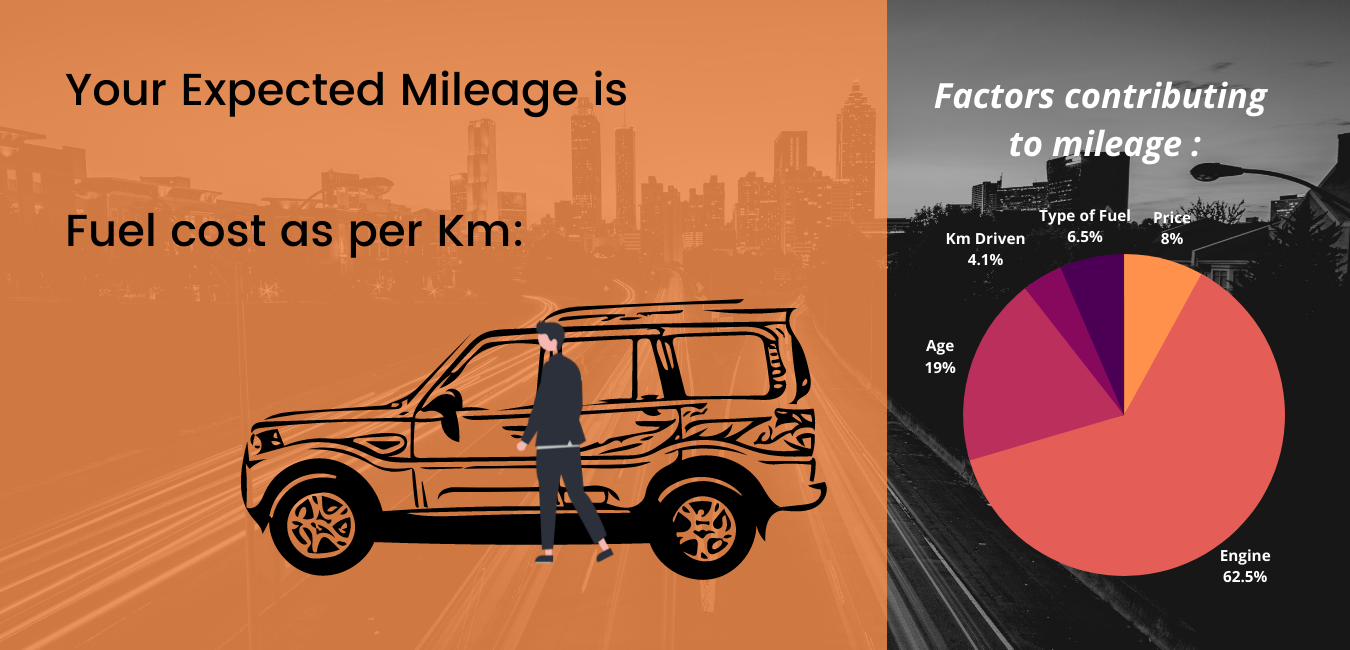 Your Expected Mileage is
Fuel cost as per Km:
Factors contributing
to mileage :
Type of Fuel
6.5%
Price
8%
Km Driven
4.1%
Age
19%
Engine
62.5%